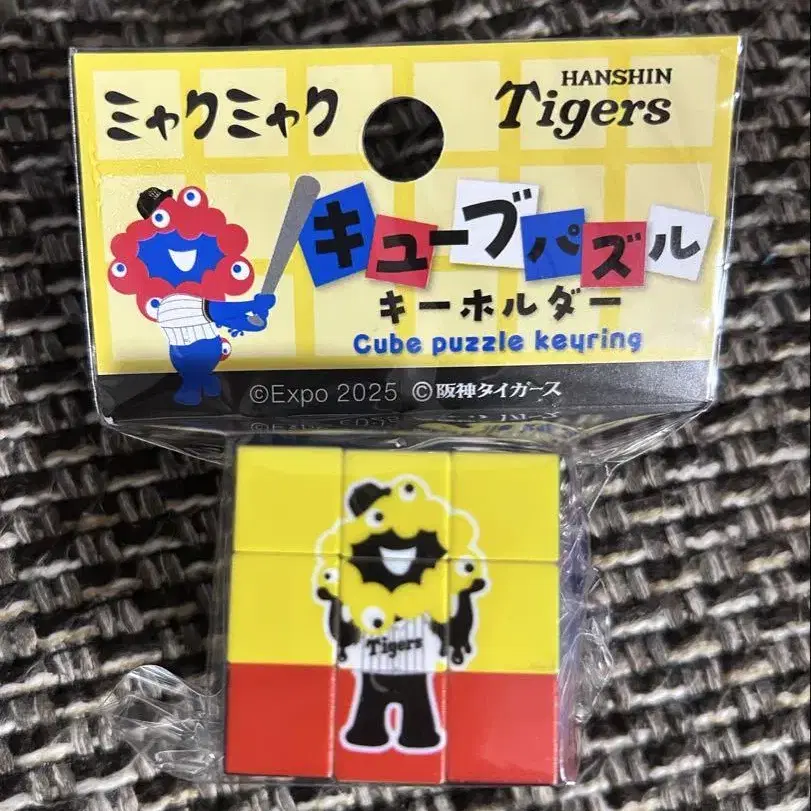 ミャクミャク
HANSHIN
Tigers
キューブパズル
キーホルダー
Cube puzzle keyring
©Expo 2025 ©阪神タイガース
Tigers